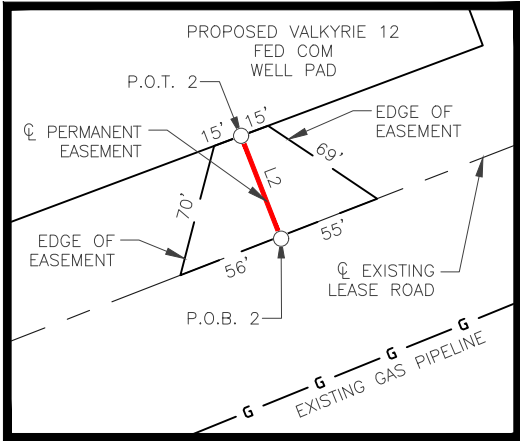 PROPOSED VALKYRIE 12
FED COM
WELL PAD
P.O.T. 2
15'
15'
℄ PERMANENT
EASEMENT
EDGE OF
EASEMENT
69'
L2
70'
EDGE OF
EASEMENT
56'
55'
℄ EXISTING
LEASE ROAD
P.O.B. 2
G
G
G
G
EXISTING GAS PIPELINE